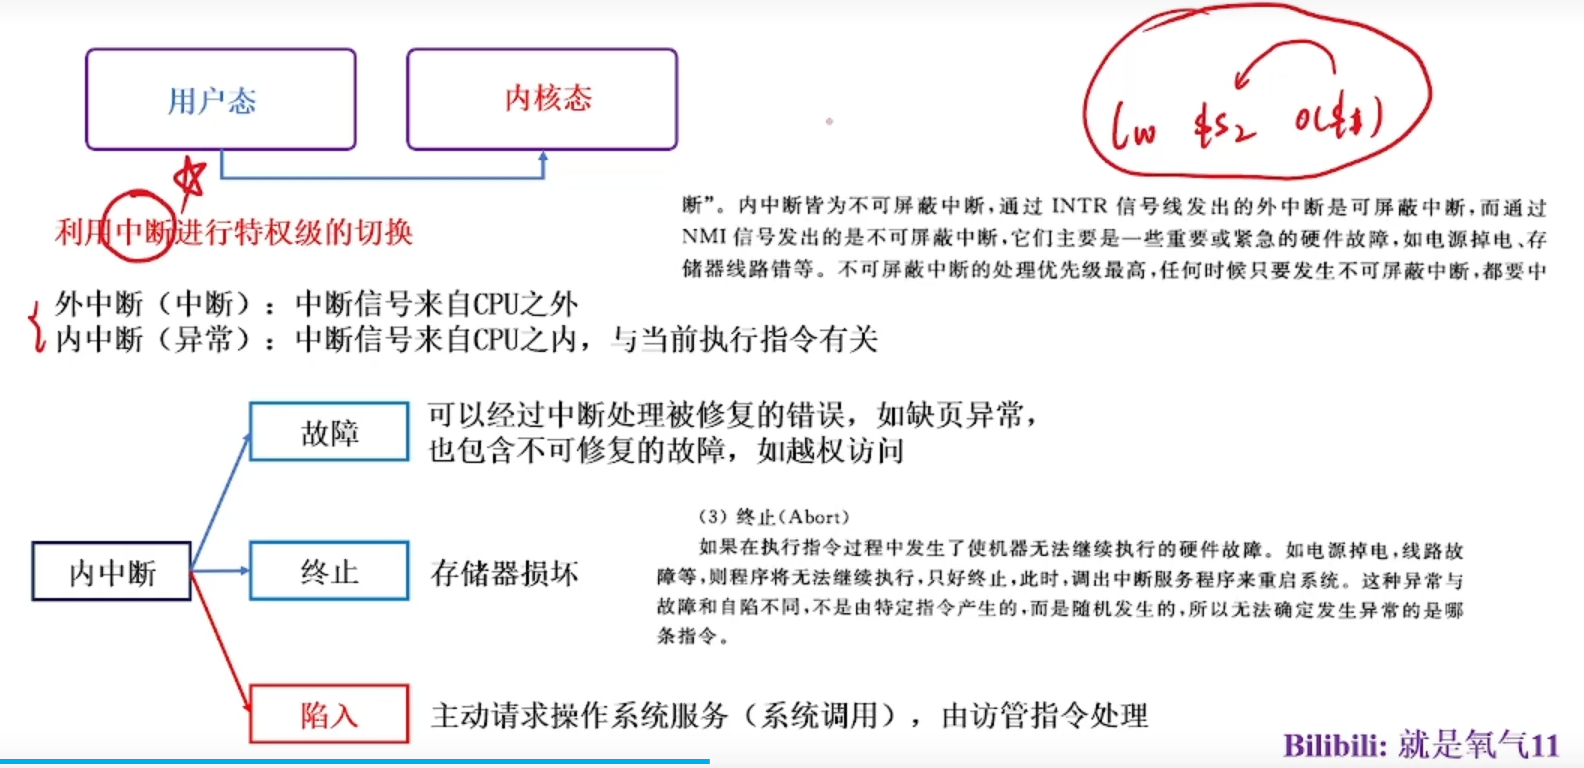 用户态
内核态
lw $s2 0($t)
利用中断进行特权级的切换
断”。内中断皆为不可屏蔽中断,通过 INTR 信号线发出的外中断是可屏蔽中断,而通过
NMI 信号发出的是不可屏蔽中断,它们主要是一些重要或紧急的硬件故障,如电源掉电、存
储器线路错等。不可屏蔽中断的处理优先级最高,任何时候只要发生不可屏蔽中断,都要中
外中断（中断）：中断信号来自CPU之外
内中断（异常）：中断信号来自CPU之内，与当前执行指令有关
故障
可以经过中断处理被修复的错误，如缺页异常，
也包含不可修复的故障，如越权访问
(3) 终止(Abort)
如果在执行指令过程中发生了使机器无法继续执行的硬件故障。如电源掉电,线路故
障等,则程序将无法继续执行,只好终止,此时,调出中断服务程序来重启系统。这种异常与
故障和自陷不同,不是由特定指令产生的,而是随机发生的,所以无法确定发生异常的是哪
条指令。
内中断
终止
存储器损坏
陷入
主动请求操作系统服务（系统调用），由访管指令处理
Bilibili: 就是氧气11